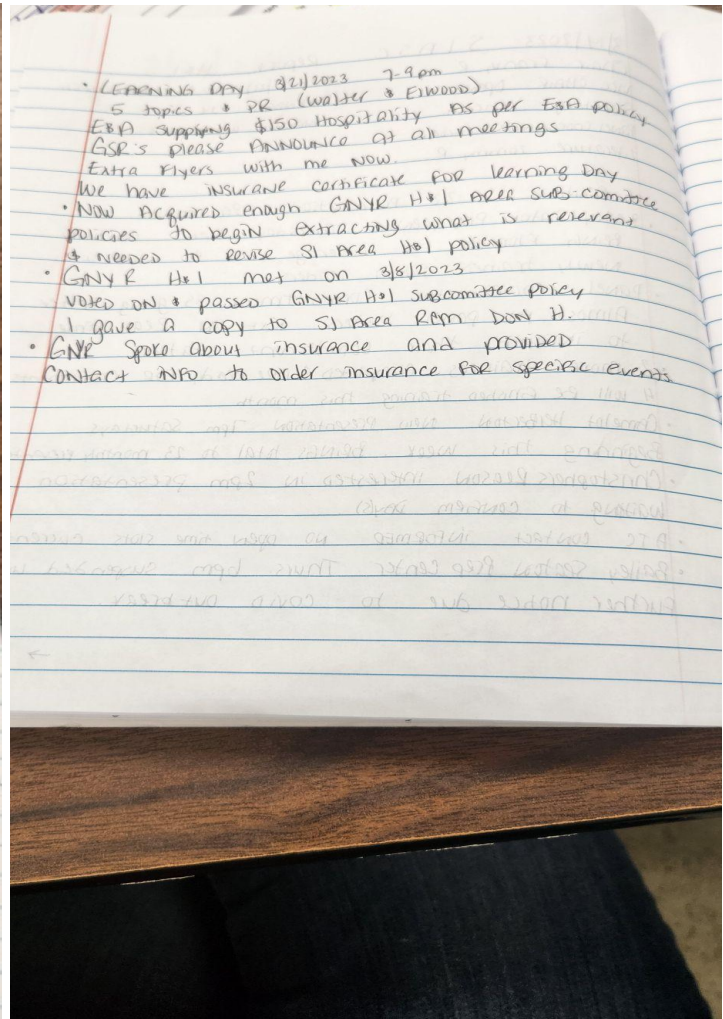 • LEARNING DAY 3/21/2023 7-9pm
5 topics & PR (Walter & Elwood)
E&A supplying $150 Hospitality As per E&A policy
GSR's please ANNOUNCE at all meetings
Extra Flyers with me NOW.
We have insurane certificate FOR learning DAY
• NOW ACQUIRED enough GNYR H&I AREA SUB-comittee
policies to begin extracting what is relevant
& needed to revise SI Area H&I policy
• GNYR H&I met on 3/8/2023
voted ON & passed GNYR H&I subcomittee policy
I gave a copy to SI Area RCM DON H.
• GNYR Spoke about insurance and provided
CONTACT INFO to order insurance FOR specific events